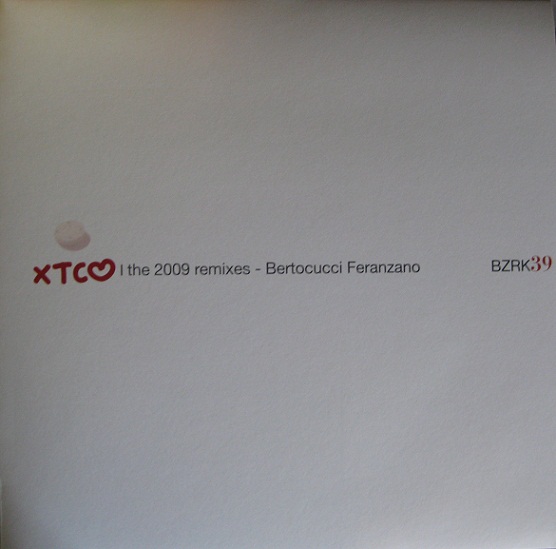 XTC | the 2009 remixes - Bertocucci Feranzano BZRK39